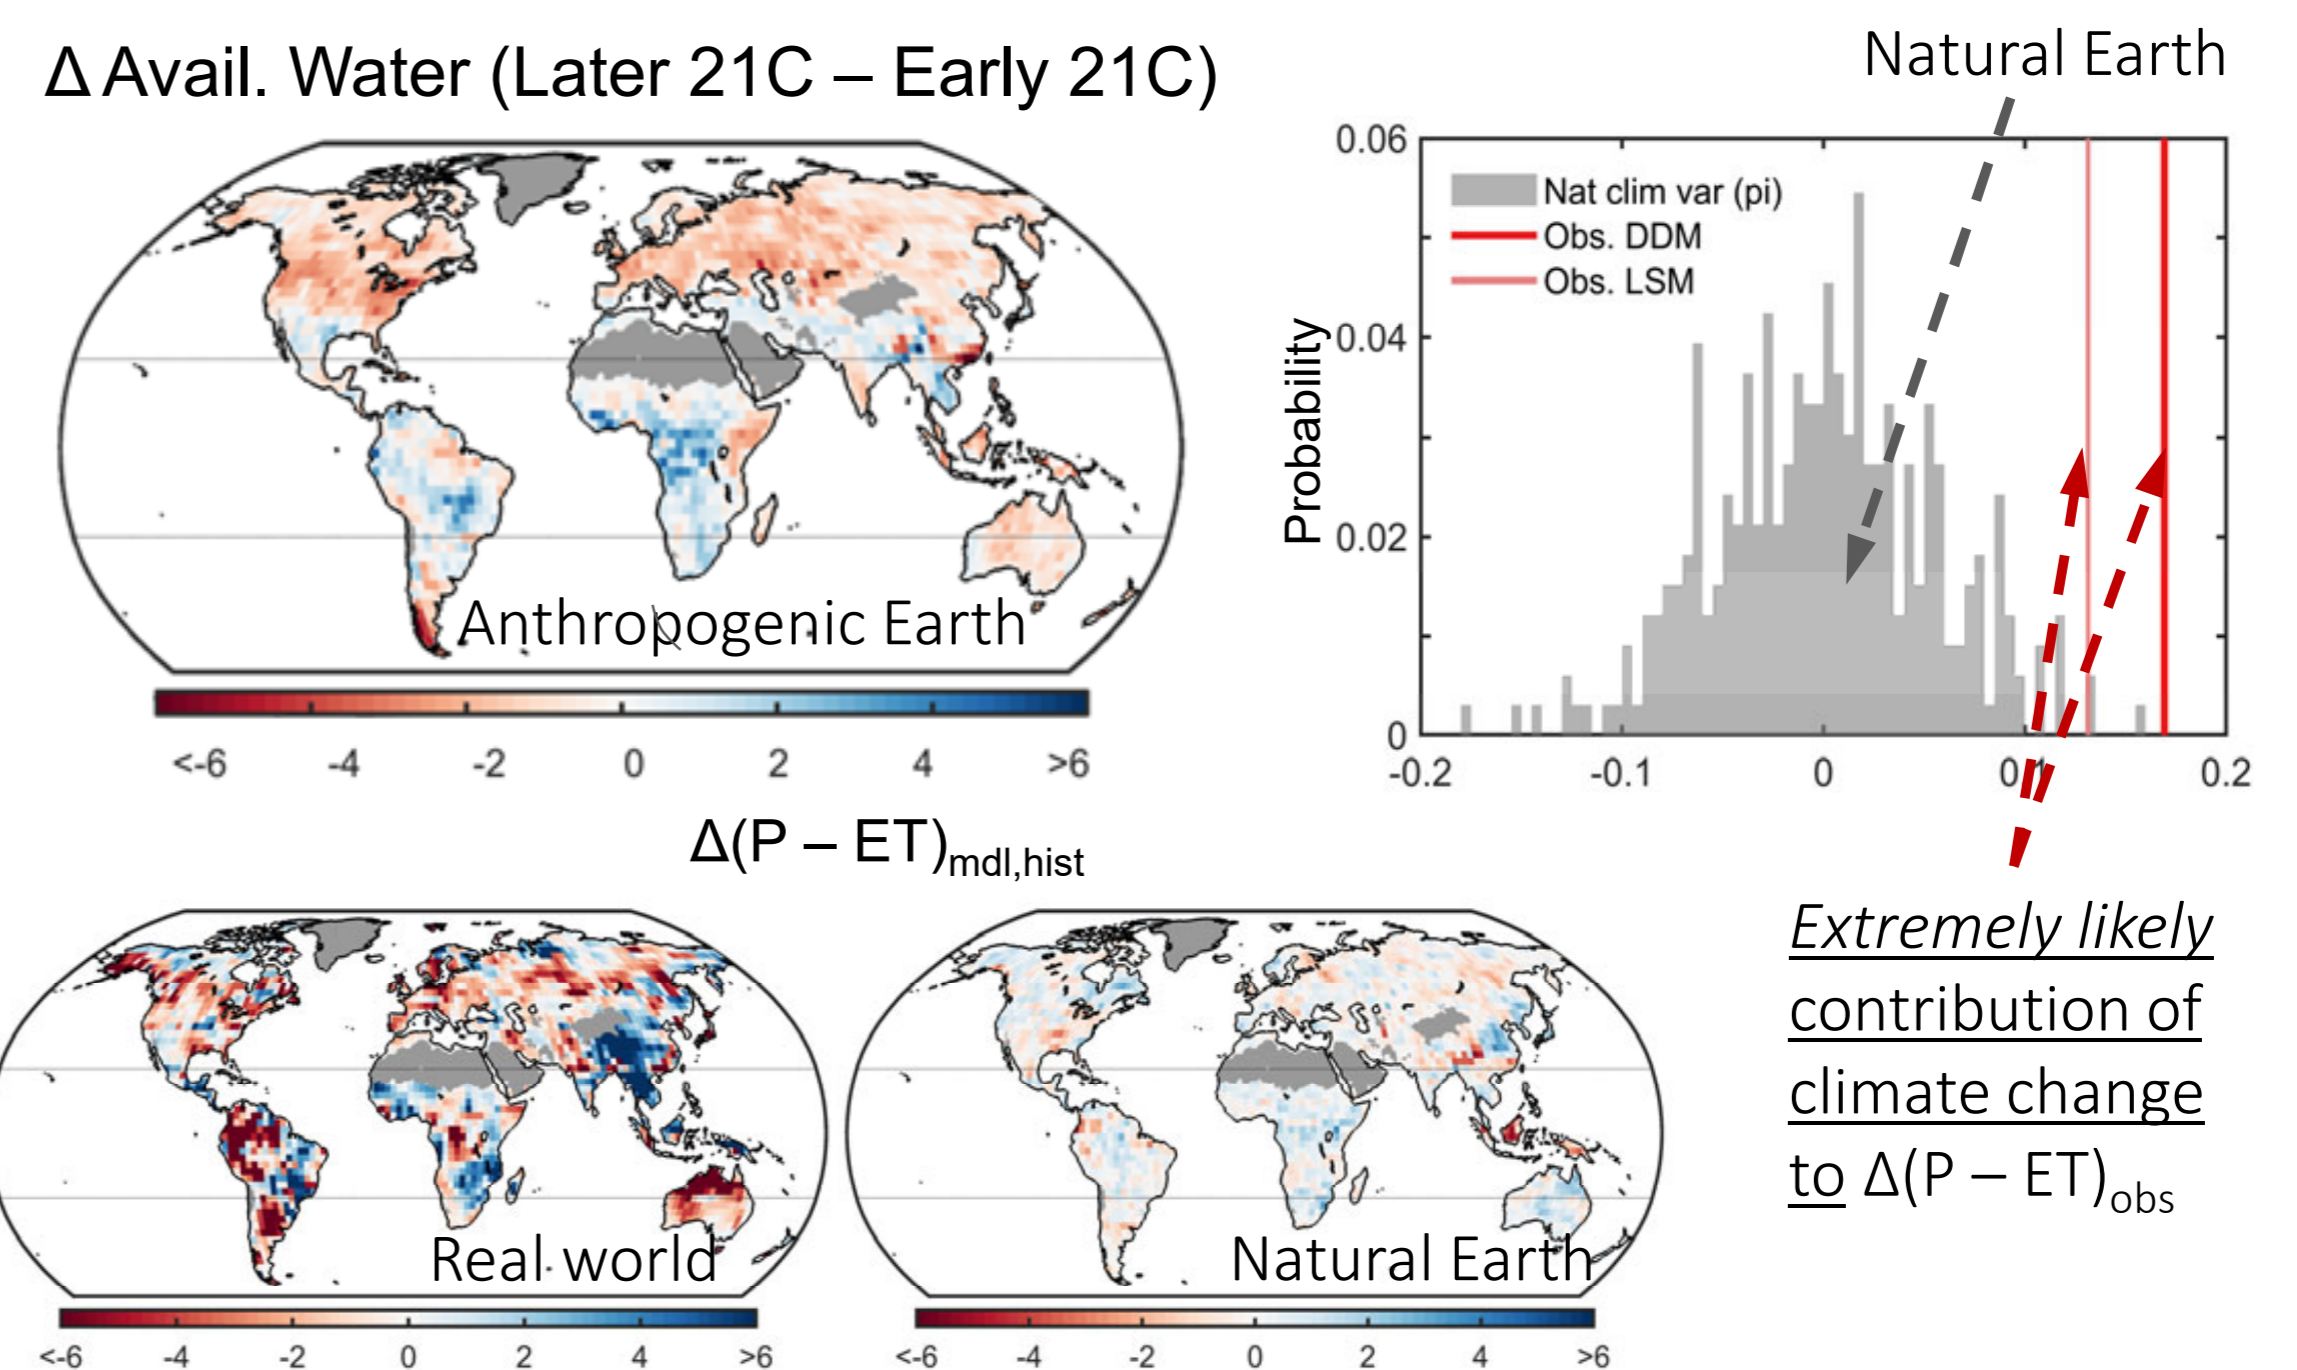 Δ Avail. Water (Later 21C – Early 21C)
Anthropogenic Earth
<-6 -4 -2 0 2 4 >6
Δ(P – ET)mdl,hist
Natural Earth
Probability
0.06
0.04
0.02
0
Nat clim var (pi)
Obs. DDM
Obs. LSM
-0.2 -0.1 0 0.1 0.2
Extremely likely
contribution of
climate change
to Δ(P – ET)obs
Real world
<-6 -4 -2 0 2 4 >6
Natural Earth
<-6 -4 -2 0 2 4 >6